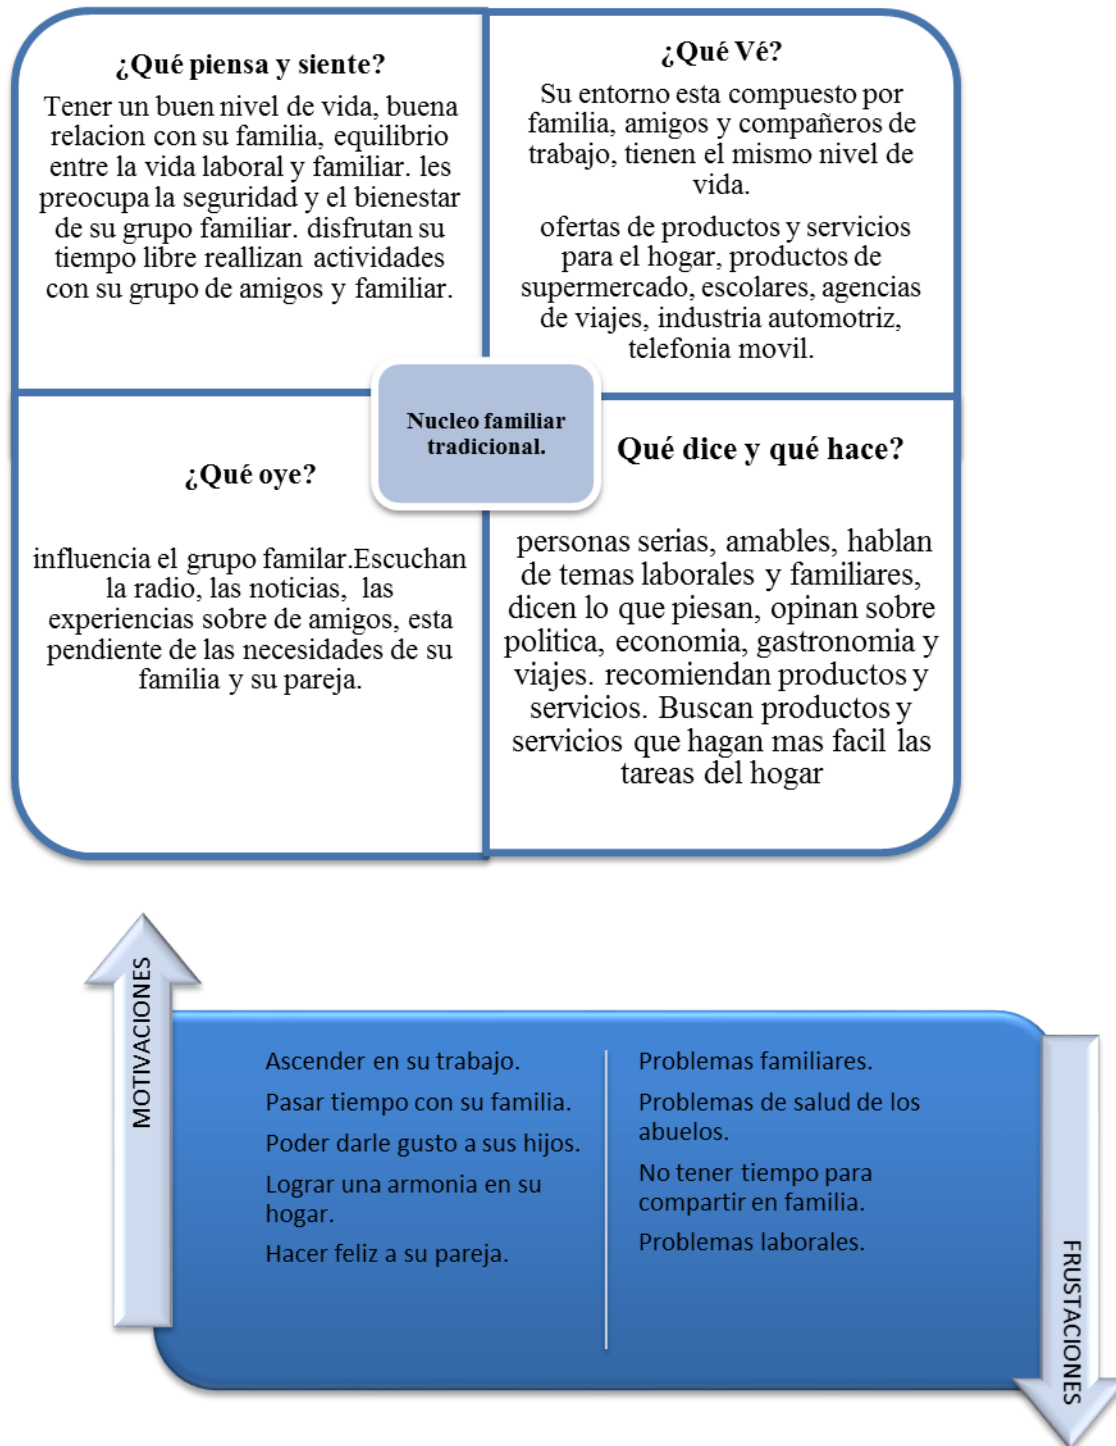 ¿Qué piensa y siente?
Tener un buen nivel de vida, buena
relacion con su familia, equilibrio
entre la vida laboral y familiar. les
preocupa la seguridad y el bienestar
de su grupo familiar. disfrutan su
tiempo libre reallizan actividades
con su grupo de amigos y familiar.
¿Qué Vé?
Su entorno esta compuesto por
familia, amigos y compañeros de
trabajo, tienen el mismo nivel de
vida.
ofertas de productos y servicios
para el hogar, productos de
supermercado, escolares, agencias
de viajes, industria automotriz,
telefonia movil.
Nucleo familiar
tradicional.
¿Qué oye?
influencia el grupo familar.Escuchan
la radio, las noticias, las
experiencias sobre de amigos, esta
pendiente de las necesidades de su
familia y su pareja.
Qué dice y qué hace?
personas serias, amables, hablan
de temas laborales y familiares,
dicen lo que piesan, opinan sobre
politica, economia, gastronomia y
viajes. recomiendan productos y
servicios. Buscan productos y
servicios que hagan mas facil las
tareas del hogar
MOTIVACIONES
Ascender en su trabajo.
Pasar tiempo con su familia.
Poder darle gusto a sus hijos.
Lograr una armonia en su
hogar.
Hacer feliz a su pareja.
Problemas familiares.
Problemas de salud de los
abuelos.
No tener tiempo para
compartir en familia.
Problemas laborales.
FRUSTACIONES